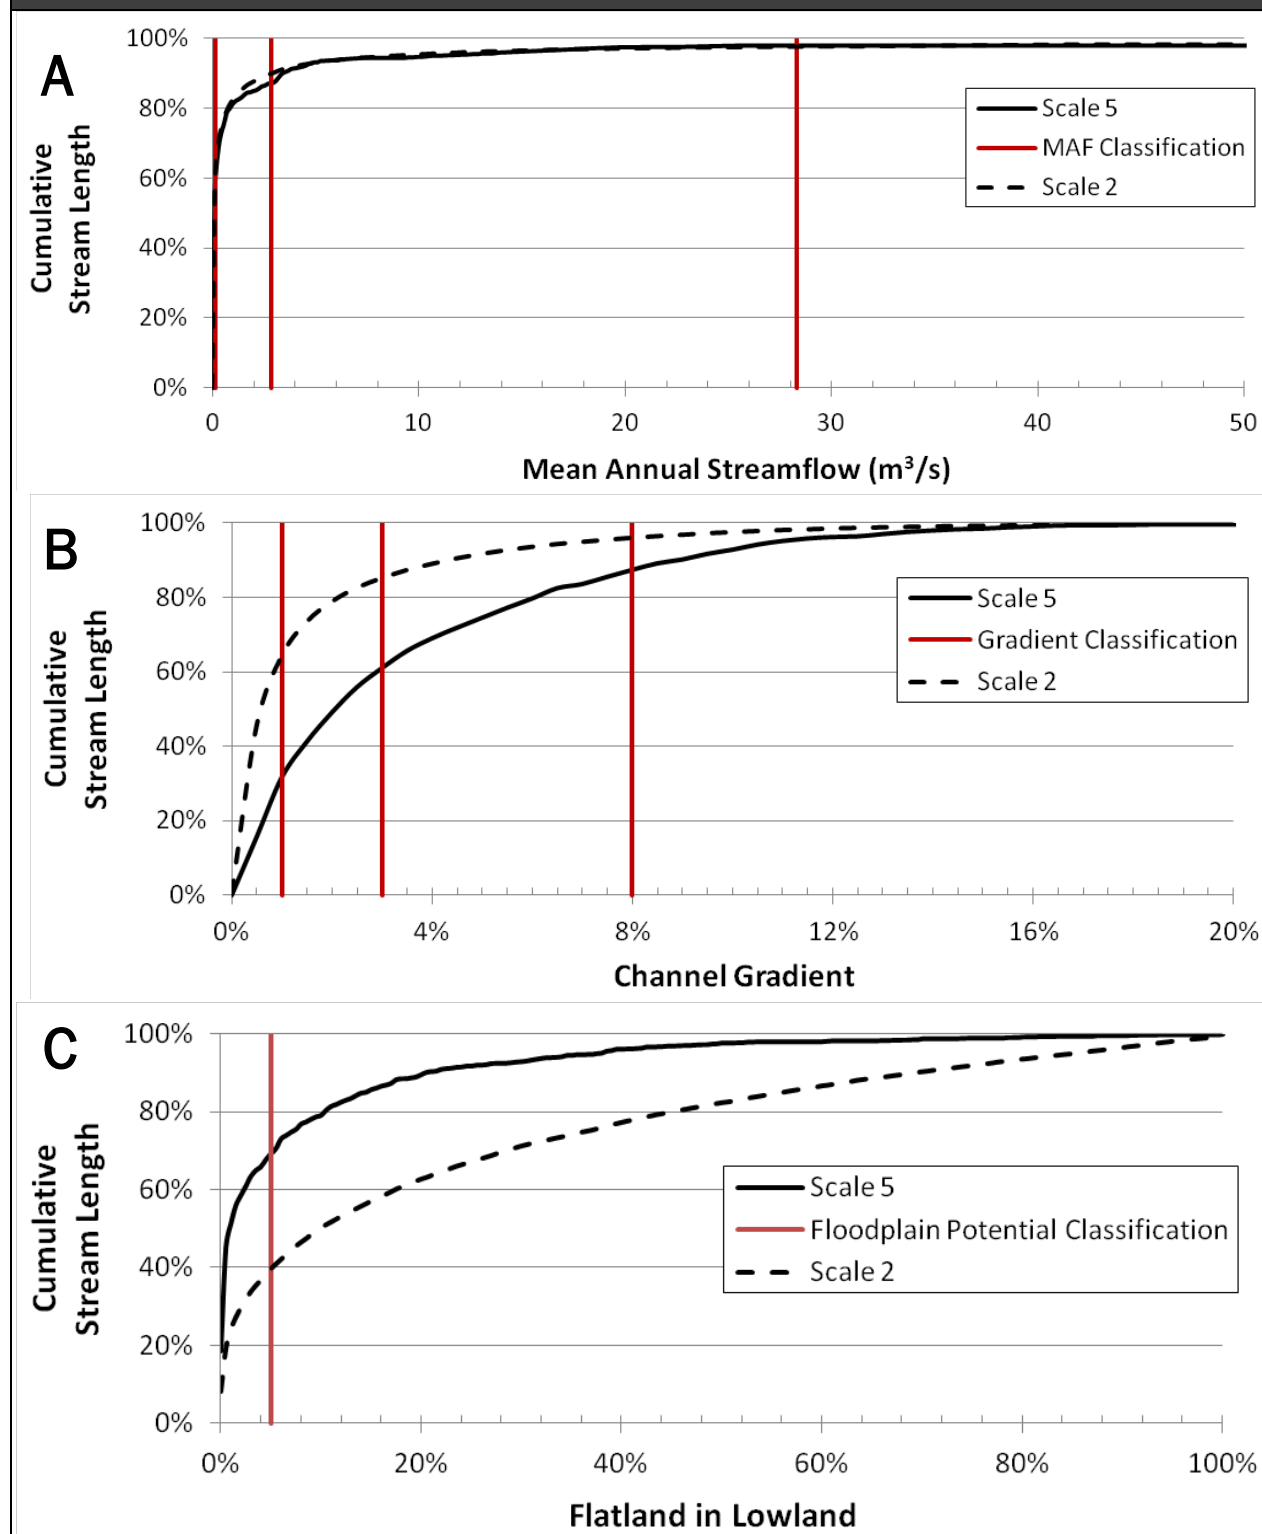 A
100%
80%
60%
40%
20%
0%
Cumulative
Stream Length
Scale 5
MAF Classification
Scale 2
0 10 20 30 40 50
Mean Annual Streamflow (m³/s)
B
100%
80%
60%
40%
20%
0%
Cumulative
Stream Length
Scale 5
Gradient Classification
Scale 2
0% 4% 8% 12% 16% 20%
Channel Gradient
C
100%
80%
60%
40%
20%
0%
Cumulative
Stream Length
Scale 5
Floodplain Potential Classification
Scale 2
0% 20% 40% 60% 80% 100%
Flatland in Lowland